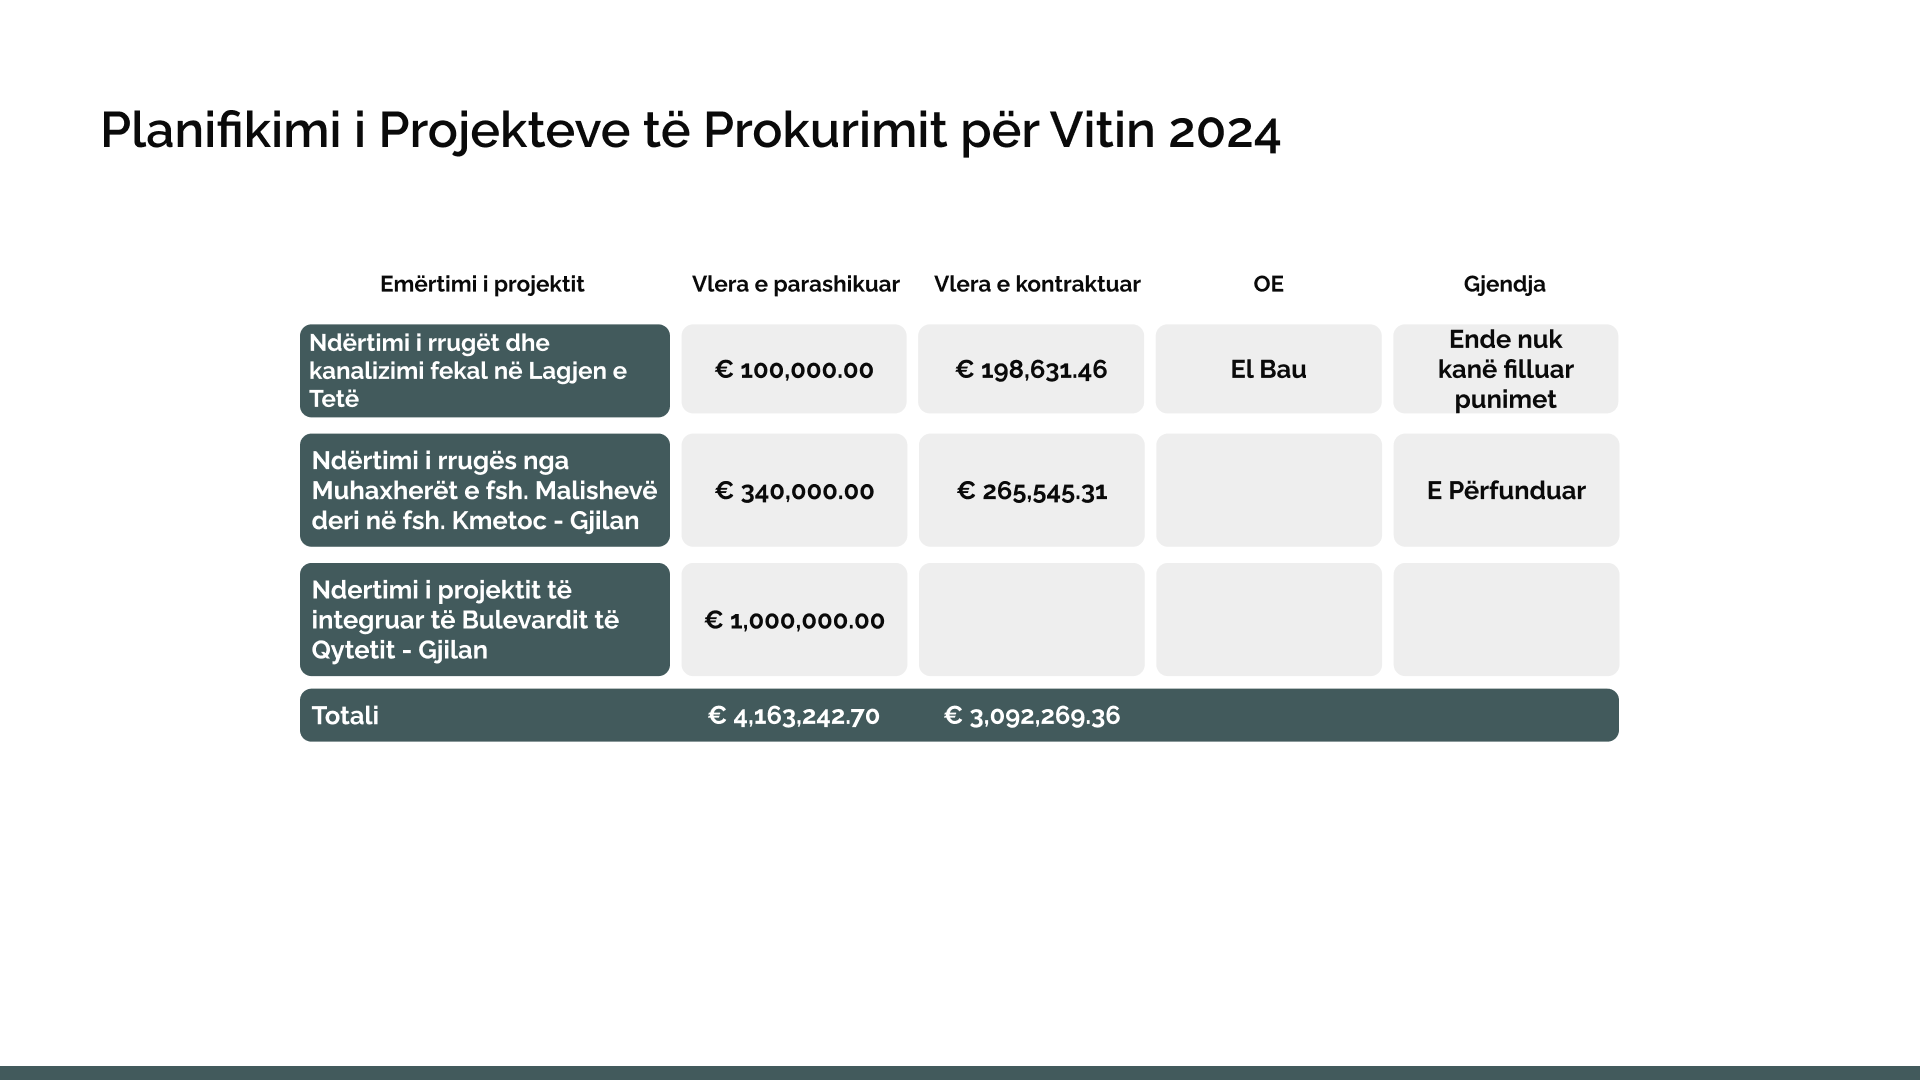 Planifikimi i Projekteve të Prokurimit për Vitin 2024
Emërtimi i projektit
Vlera e parashikuar
Vlera e kontraktuar
OE
Gjendja
Ndërtimi i rrugët dhe
kanalizimi fekal në Lagjen e
Tetë
€ 100,000.00
€ 198,631.46
El Bau
Ende nuk
kanë filluar
punimet
Ndërtimi i rrugës nga
Muhaxherët e fsh. Malishevë
deri në fsh. Kmetoc - Gjilan
€ 340,000.00
€ 265,545.31
E Përfunduar
Ndertimi i projektit të
integruar të Bulevardit të
Qytetit - Gjilan
€ 1,000,000.00
Totali
€ 4,163,242.70
€ 3,092,269.36